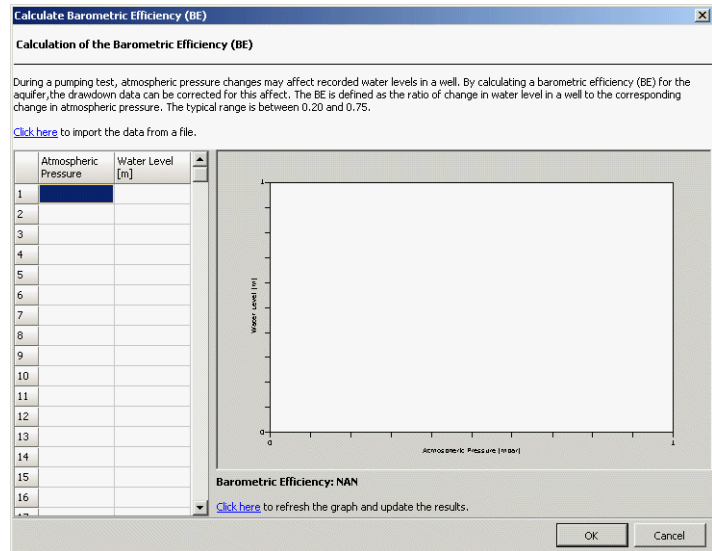 Calculate Barometric Efficiency (BE)
Calculation of the Barometric Efficiency (BE)
During a pumping test, atmospheric pressure changes may affect recorded water levels in a well. By calculating a barometric efficiency (BE) for the
aquifer,the drawdown data can be corrected for this affect. The BE is defined as the ratio of change in water level in a well to the corresponding
change in atmospheric pressure. The typical range is between 0.20 and 0.75.
Click here to import the data from a file.
Atmospheric Pressure
Water Level [m]
1
2
3
4
5
6
7
8
9
10
11
12
13
14
15
16
17
1
Water Level [m]
0
0
1
Atmospheric Pressure [mbar]
Barometric Efficiency: NAN
Click here to refresh the graph and update the results.
OK
Cancel